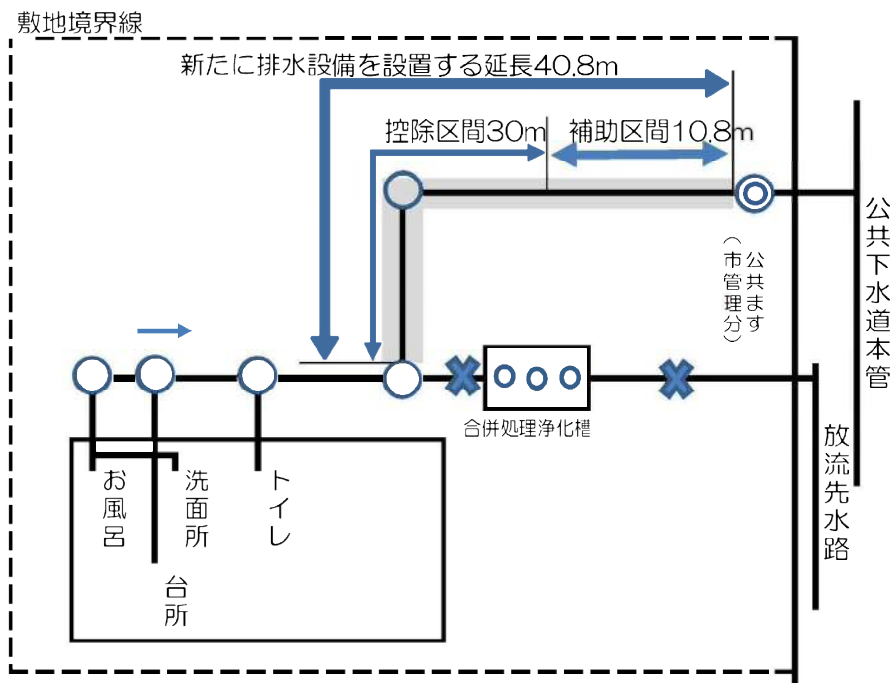 敷地境界線
新たに排水設備を設置する延長40.8m
控除区間30m
補助区間10.8m
公共ます
（市管理分）
公共下水道本管
合併処理浄化槽
放流先水路
お風呂
洗面所
トイレ
台所